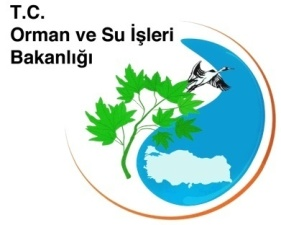 T.C.
Orman ve Su İşleri
Bakanlığı